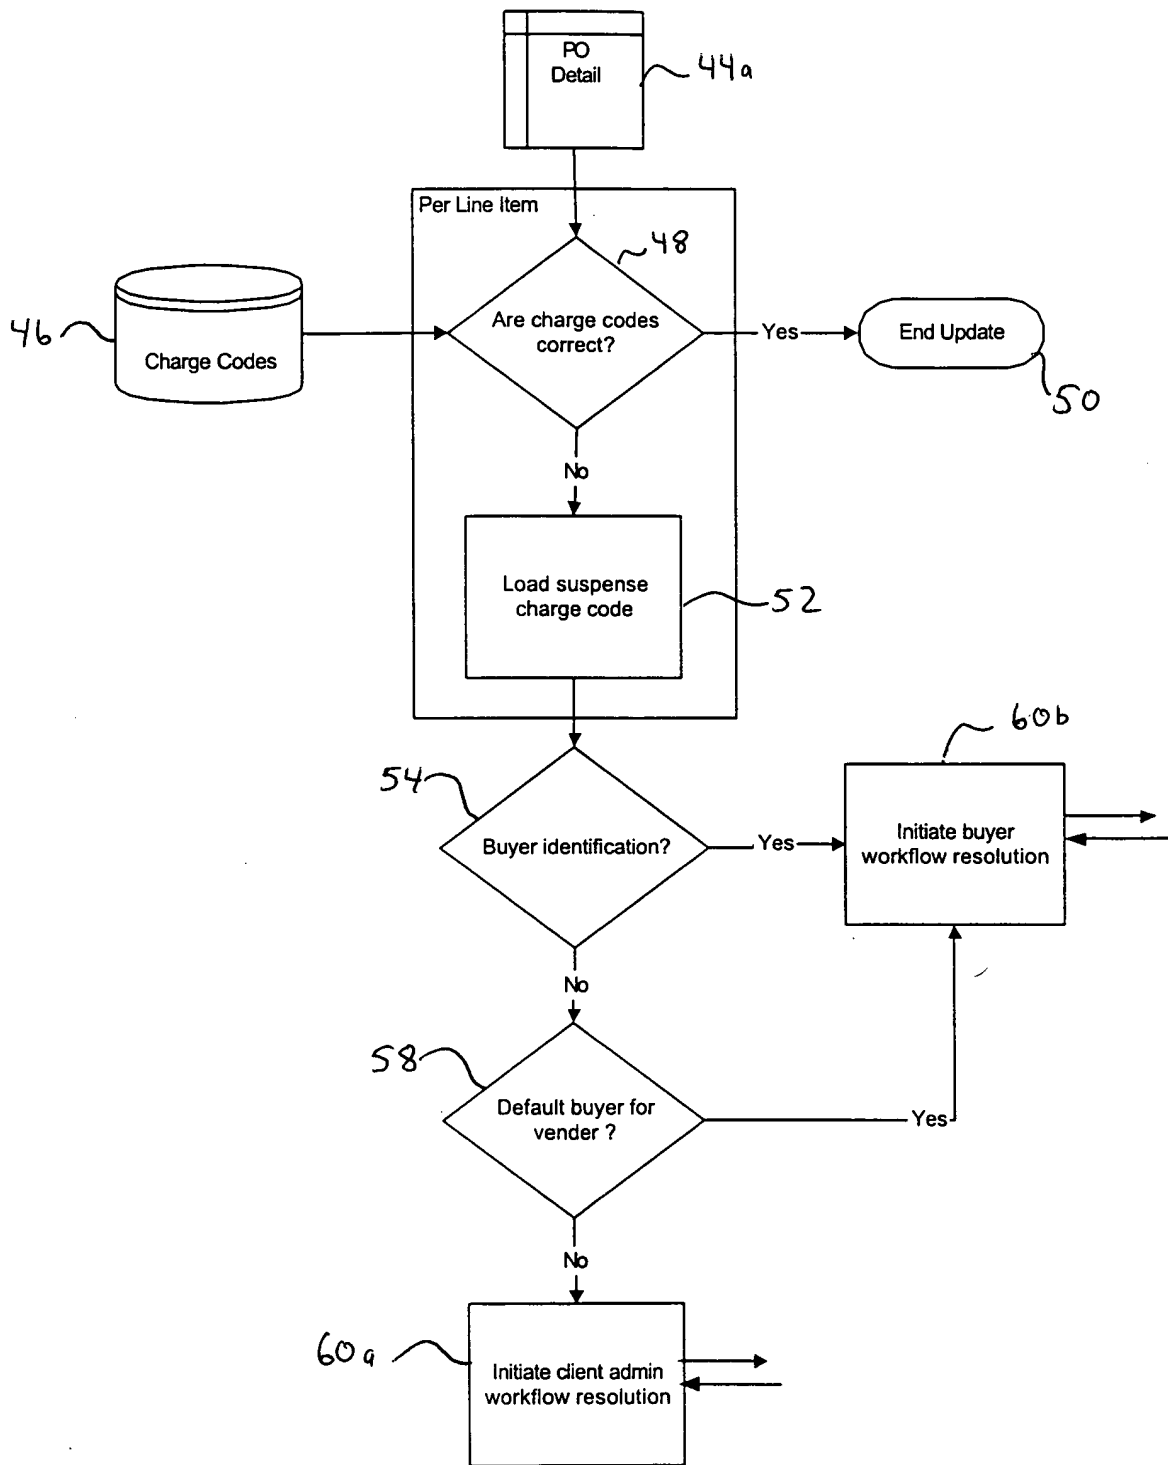 PO
Detail
44a
Per Line Item
48
46
Charge Codes
Are charge codes
correct?
Yes
End Update
50
No
Load suspense
charge code
52
54
Buyer identification?
Yes
60b
Initiate buyer
workflow resolution
No
58
Default buyer for
vender ?
Yes
No
60a
Initiate client admin
workflow resolution